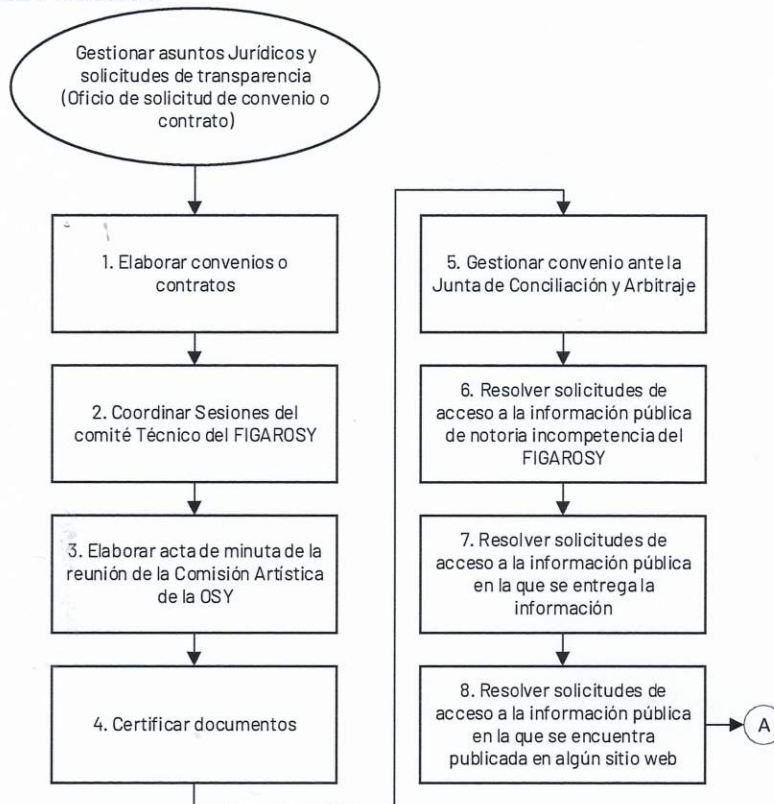 Gestionar asuntos Jurídicos y
solicitudes de transparencia
(Oficio de solicitud de convenio o
contrato)
1. Elaborar convenios o
contratos
2. Coordinar Sesiones del
comité Técnico del FIGAROSY
3. Elaborar acta de minuta de la
reunión de la Comisión Artística
de la OSY
4. Certificar documentos
5. Gestionar convenio ante la
Junta de Conciliación y Arbitraje
6. Resolver solicitudes de
acceso a la información pública
de notoria incompetencia del
FIGAROSY
7. Resolver solicitudes de
acceso a la información pública
en la que se entrega la
información
8. Resolver solicitudes de
acceso a la información pública
en la que se encuentra
publicada en algún sitio web
A